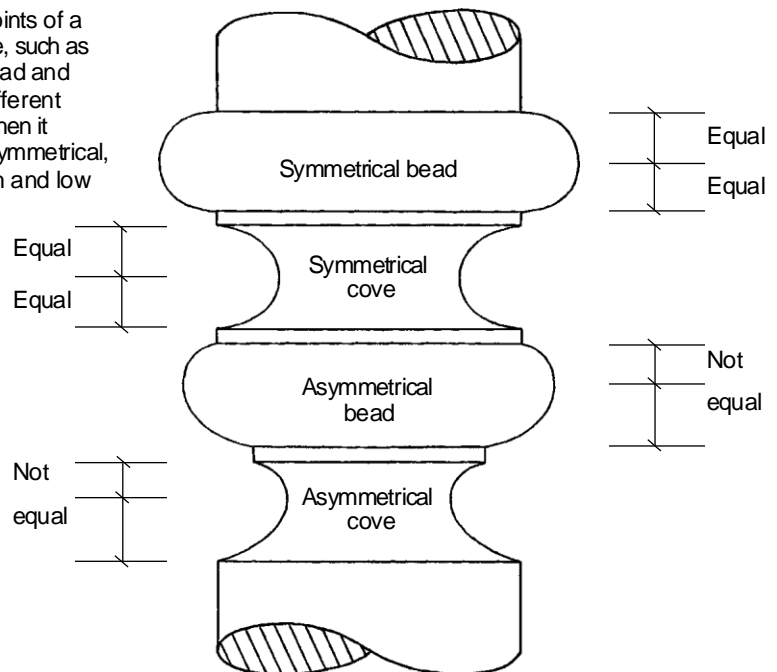 oints of a
e, such as
ad and
fferent
hen it
ymmetrical,
n and low
Symmetrical bead
Equal
Equal
Equal
Equal
Symmetrical
cove
Asymmetrical
bead
Not
equal
Not
equal
Asymmetrical
cove